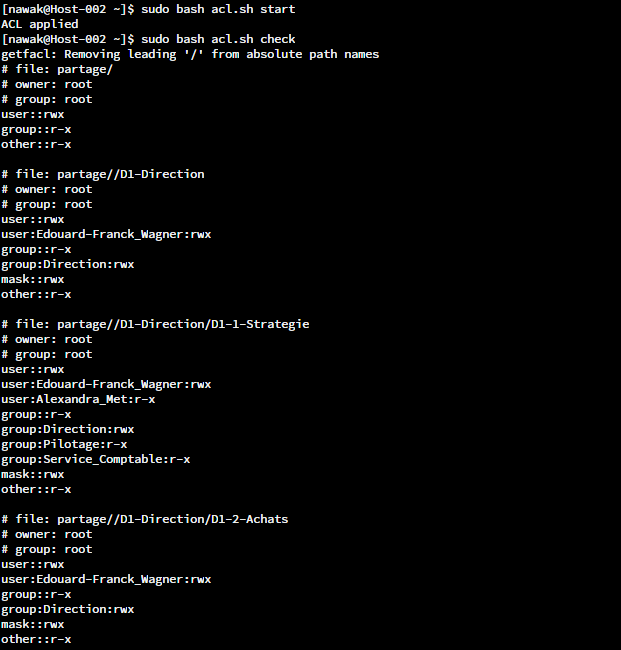 [nawak@Host-002 ~]$ sudo bash acl.sh start
ACL applied
[nawak@Host-002 ~]$ sudo bash acl.sh check
getfacl: Removing leading '/' from absolute path names
# file: partage/
# owner: root
# group: root
user::rwx
group::r-x
other::r-x

# file: partage//D1-Direction
# owner: root
# group: root
user::rwx
user:Edouard-Franck_Wagner:rwx
group::r-x
group:Direction:rwx
mask::rwx
other::r-x

# file: partage//D1-Direction/D1-1-Strategie
# owner: root
# group: root
user::rwx
user:Edouard-Franck_Wagner:rwx
user:Alexandra_Met:r-x
group::r-x
group:Direction:rwx
group:Pilotage:r-x
group:Service_Comptable:r-x
mask::rwx
other::r-x

# file: partage//D1-Direction/D1-2-Achats
# owner: root
# group: root
user::rwx
user:Edouard-Franck_Wagner:rwx
group::r-x
group:Direction:rwx
mask::rwx
other::r-x